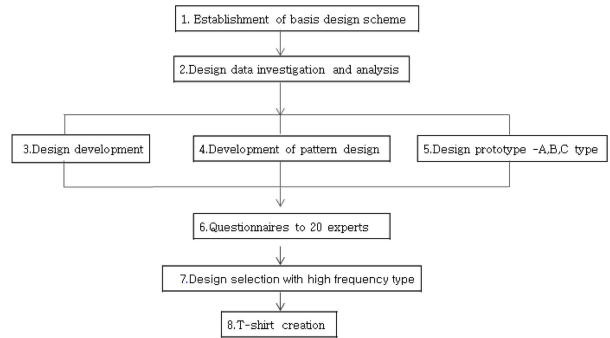 1. Establishment of basis design scheme
2.Design data investigation and analysis
3.Design development
4.Development of pattern design
5.Design prototype -A,B,C type
6.Questionnaires to 20 experts
7.Design selection with high frequency type
8.T-shirt creation